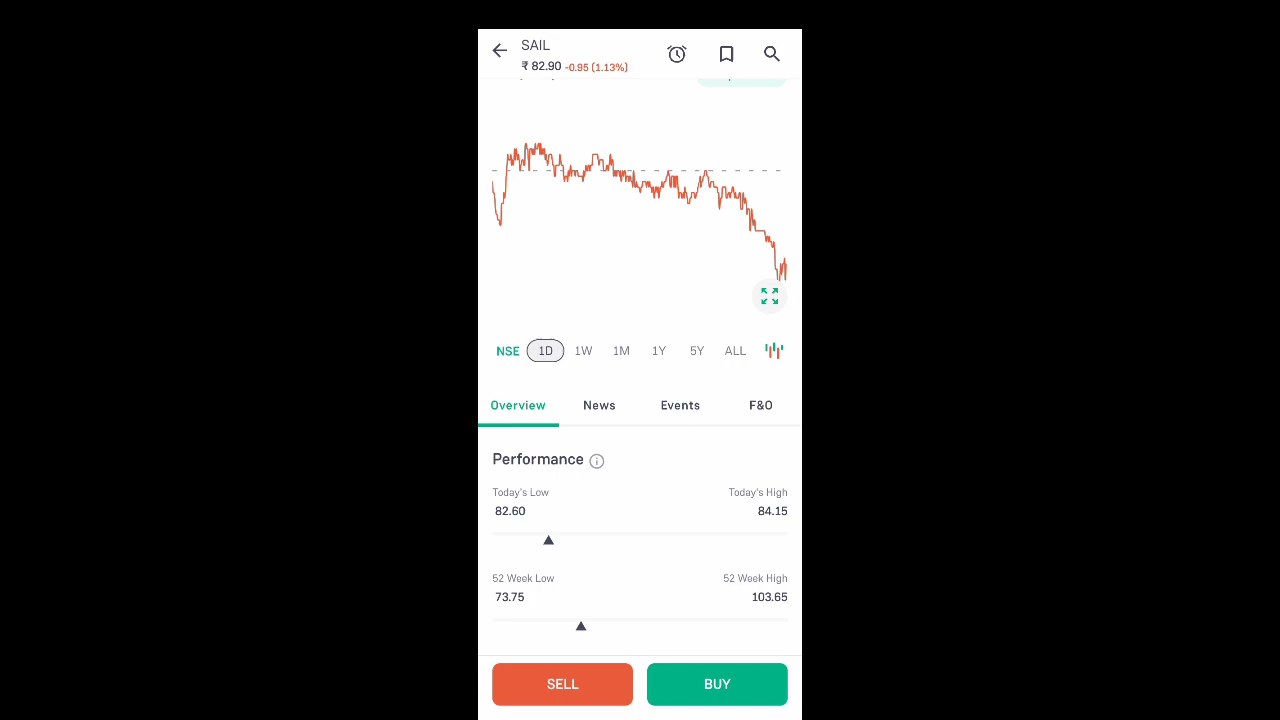 SAIL
₹ 82.90 -0.95 (1.13%)
NSE 1D 1W 1M 1Y 5Y ALL
Overview News Events F&O
Performance
Today's Low Today's High
82.60 84.15
52 Week Low 52 Week High
73.75 103.65
SELL BUY